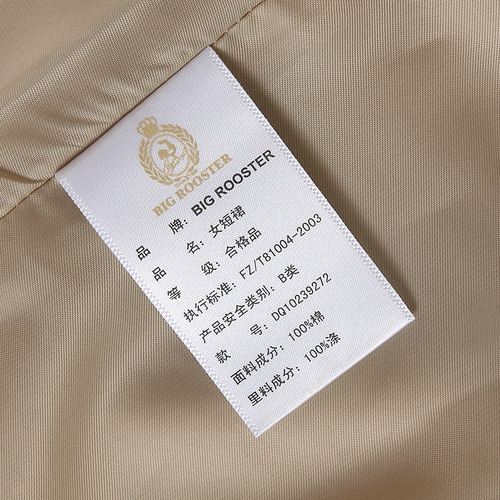 BIG ROOSTER
品 牌: BIG ROOSTER
品 名: 女短裙
等 级: 合格品
执行标准: FZ/T81004-2003
产品安全类别: B类
款 号: DQ10239272
面料成分: 100%棉
里料成分: 100%涤